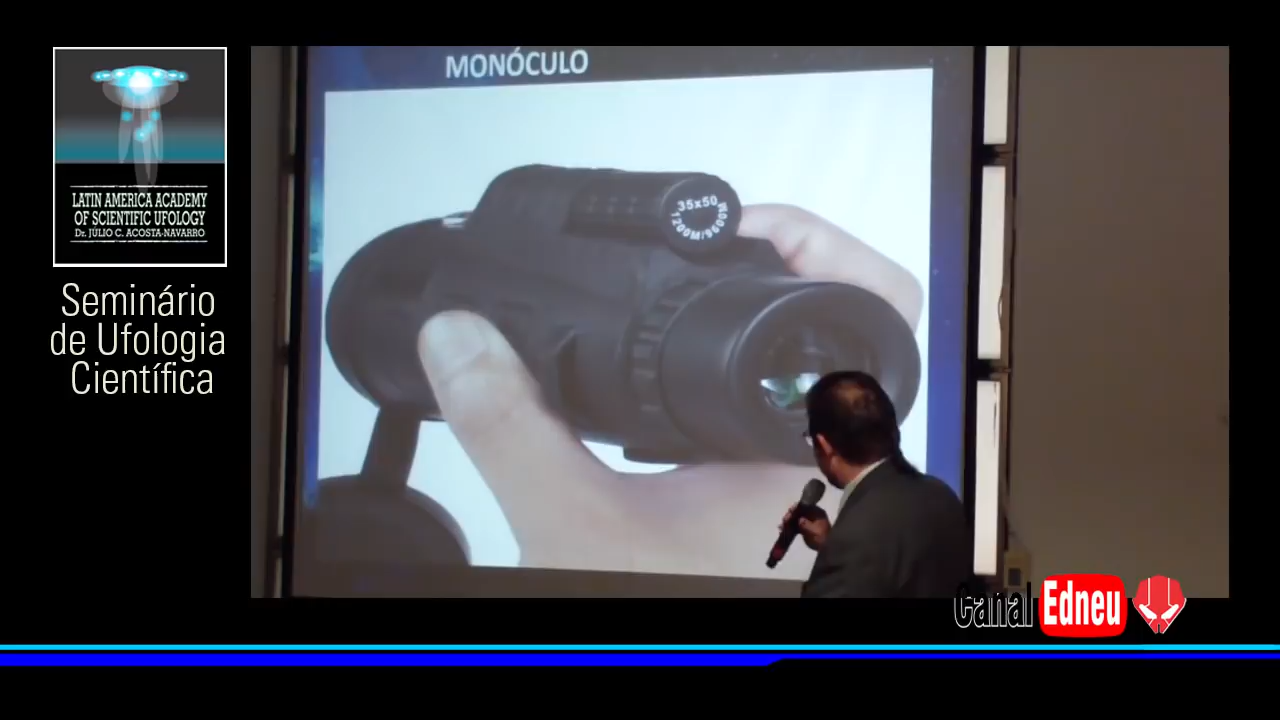 MONÓCULO
35x50
1200M/9600M
LATIN AMERICA ACADEMY
OF SCIENTIFIC UFOLOGY
Dr. JÚLIO C. ACOSTA-NAVARRO
Seminário
de Ufologia
Científica
Canal Edneu